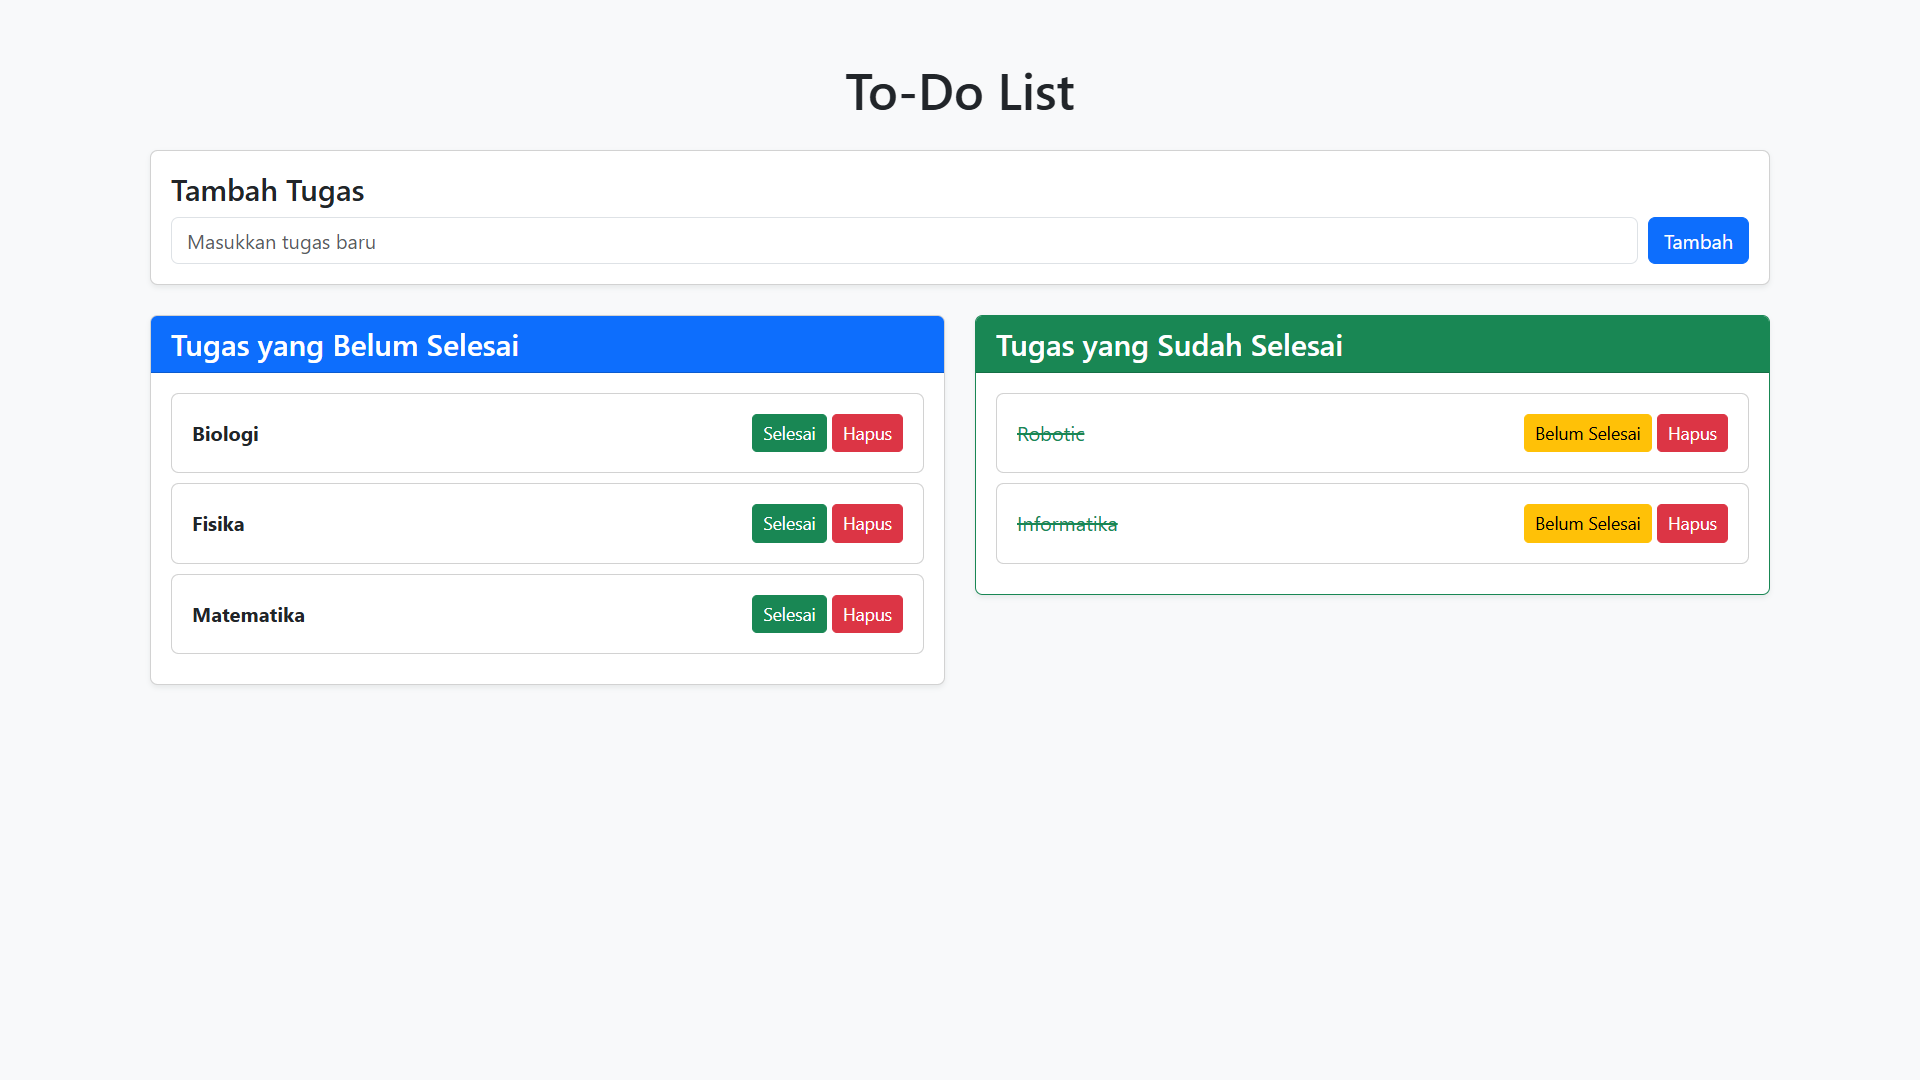 To-Do List
Tambah Tugas
Masukkan tugas baru
Tambah
Tugas yang Belum Selesai
Biologi
Selesai
Hapus
Fisika
Selesai
Hapus
Matematika
Selesai
Hapus
Tugas yang Sudah Selesai
Robotic
Belum Selesai
Hapus
Informatika
Belum Selesai
Hapus